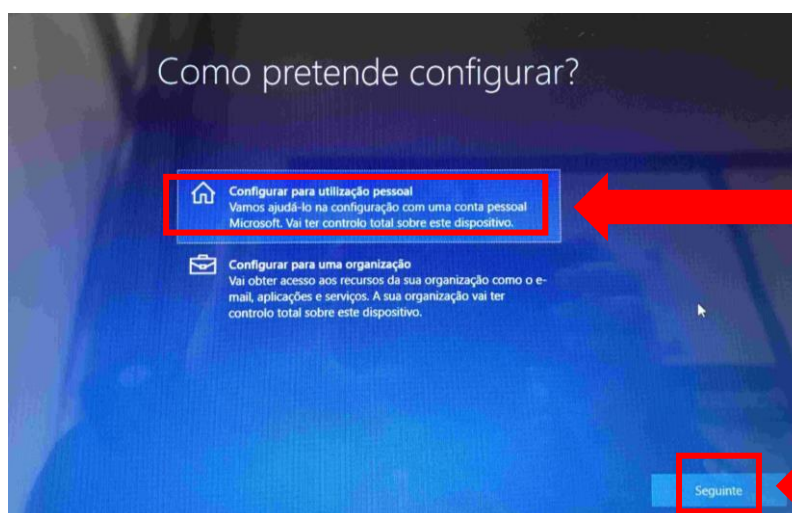 Como pretende configurar?
Configurar para utilização pessoal
Vamos ajudá-lo na configuração com uma conta pessoal
Microsoft. Vai ter controlo total sobre este dispositivo.
Configurar para uma organização
Vai obter acesso aos recursos da sua organização como o e-
mail, aplicações e serviços. A sua organização vai ter
controlo total sobre este dispositivo.
Seguinte